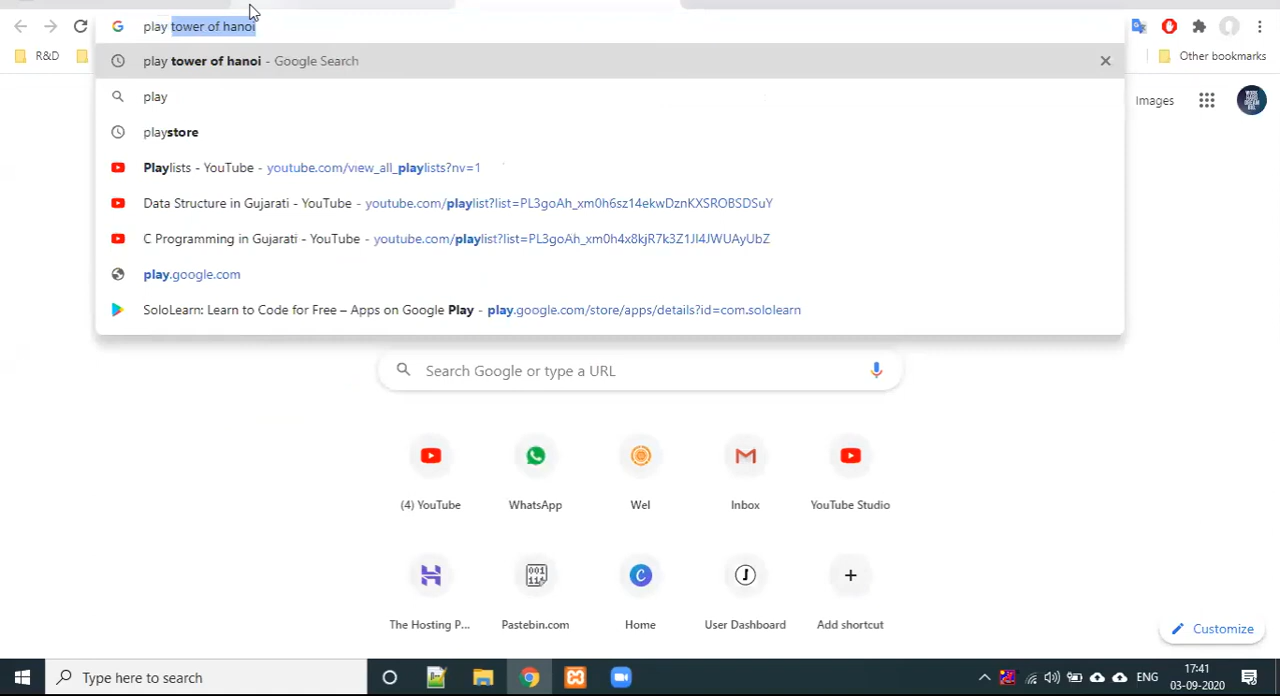 play tower of hanoi
R&D
Other bookmarks
play tower of hanoi - Google Search
play
Images
playstore
Playlists - YouTube - youtube.com/view_all_playlists?nv=1
Data Structure in Gujarati - YouTube - youtube.com/playlist?list=PL3goAh_xm0h6sz14ekwDznKXSROBSDSuY
C Programming in Gujarati - YouTube - youtube.com/playlist?list=PL3goAh_xm0h4x8kjR7k3Z1Jl4JWUAyUbZ
play.google.com
SoloLearn: Learn to Code for Free – Apps on Google Play - play.google.com/store/apps/details?id=com.sololearn
Search Google or type a URL
(4) YouTube
WhatsApp
Wel
Inbox
YouTube Studio
The Hosting P...
Pastebin.com
Home
User Dashboard
Add shortcut
Customize
Type here to search
ENG
17:41
03-09-2020